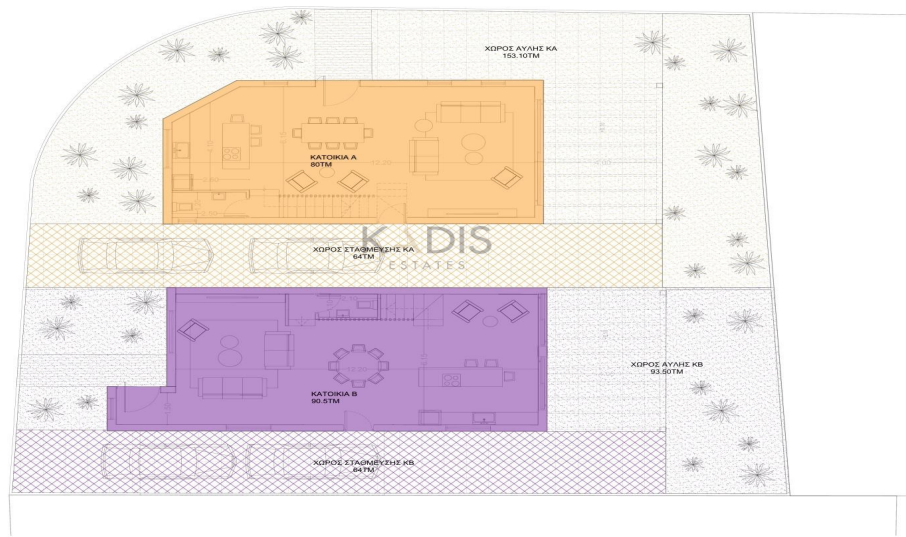 ΧΩΡΟΣ ΑΥΛΗΣ ΚΑ
153.10ΤΜ
ΚΑΤΟΙΚΙΑ Α
80ΤΜ
KADIS
ESTATES
ΧΩΡΟΣ ΣΤΑΘΜΕΥΣΗΣ ΚΑ
64ΤΜ
ΧΩΡΟΣ ΑΥΛΗΣ ΚΒ
93.50ΤΜ
ΚΑΤΟΙΚΙΑ Β
90.5ΤΜ
ΧΩΡΟΣ ΣΤΑΘΜΕΥΣΗΣ ΚΒ
64ΤΜ